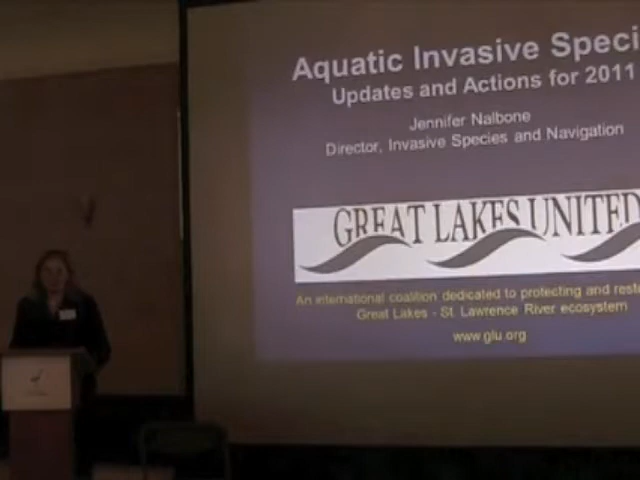 Aquatic Invasive Speci
Updates and Actions for 2011
Jennifer Nalbone
Director, Invasive Species and Navigation
GREAT LAKES UNITED
An international coalition dedicated to protecting and resto
Great Lakes - St. Lawrence River ecosystem
www.glu.org